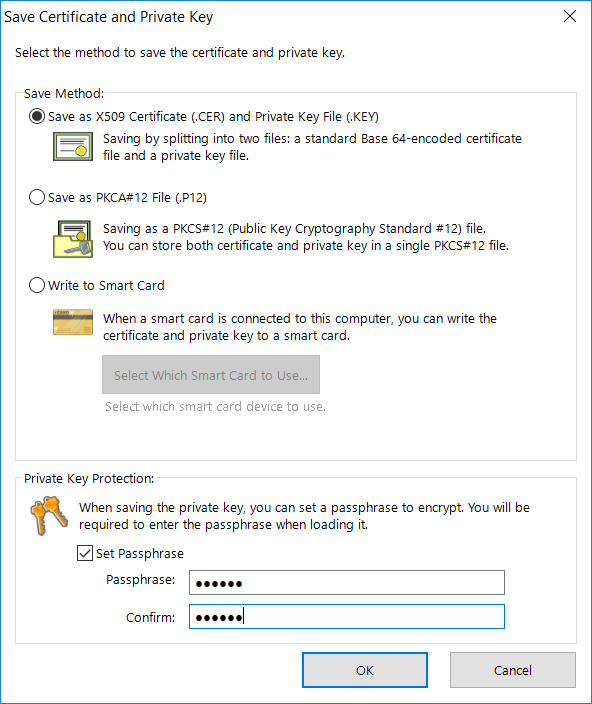 Save Certificate and Private Key
Select the method to save the certificate and private key.
Save Method:
Save as X509 Certificate (.CER) and Private Key File (.KEY)
Saving by splitting into two files: a standard Base 64-encoded certificate
file and a private key file.
Save as PKCA#12 File (.P12)
Saving as a PKCS#12 (Public Key Cryptography Standard #12) file.
You can store both certificate and private key in a single PKCS#12 file.
Write to Smart Card
When a smart card is connected to this computer, you can write the
certificate and private key to a smart card.
Select Which Smart Card to Use...
Select which smart card device to use.
Private Key Protection:
When saving the private key, you can set a passphrase to encrypt. You will be
required to enter the passphrase when loading it.
Set Passphrase
Passphrase: ●●●●●●
Confirm: ●●●●●●
OK
Cancel